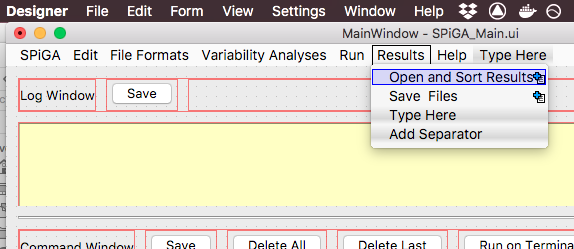 Designer File Edit Form View Settings Window Help
MainWindow - SPiGA_Main.ui
SPiGA Edit File Formats Variability Analyses Run Results Help Type Here
Open and Sort Results
Log Window Save
Save Files
Type Here
Add Separator
Command Window Save Delete All Delete Last Run on Termina